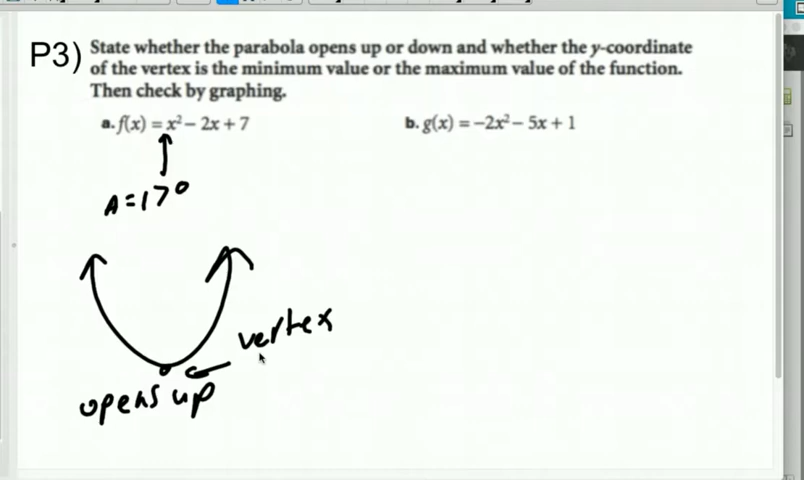 P3) State whether the parabola opens up or down and whether the y-coordinate
of the vertex is the minimum value or the maximum value of the function.
Then check by graphing.
a. f(x) = x² − 2x + 7
b. g(x) = −2x² − 5x + 1
A = 1 > 0
vertex
opens up